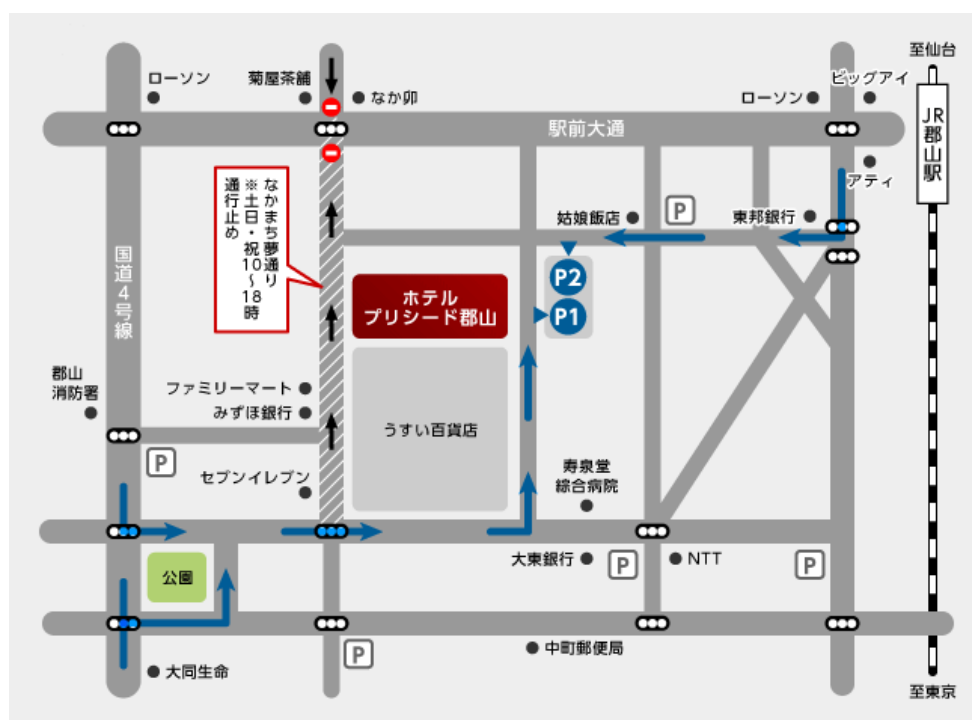 至仙台
ローソン
菊屋茶舗
なか卯
ローソン
ビッグアイ
駅前大通
JR郡山駅
アティ
なかまち夢通り
※土日・祝10～18時
通行止め
姑娘飯店
P
東邦銀行
国道4号線
P2
P1
ホテル
プリシード郡山
郡山
消防署
ファミリーマート
みずほ銀行
うすい百貨店
P
セブンイレブン
寿泉堂
綜合病院
公園
大東銀行
P
NTT
P
大同生命
P
中町郵便局
至東京